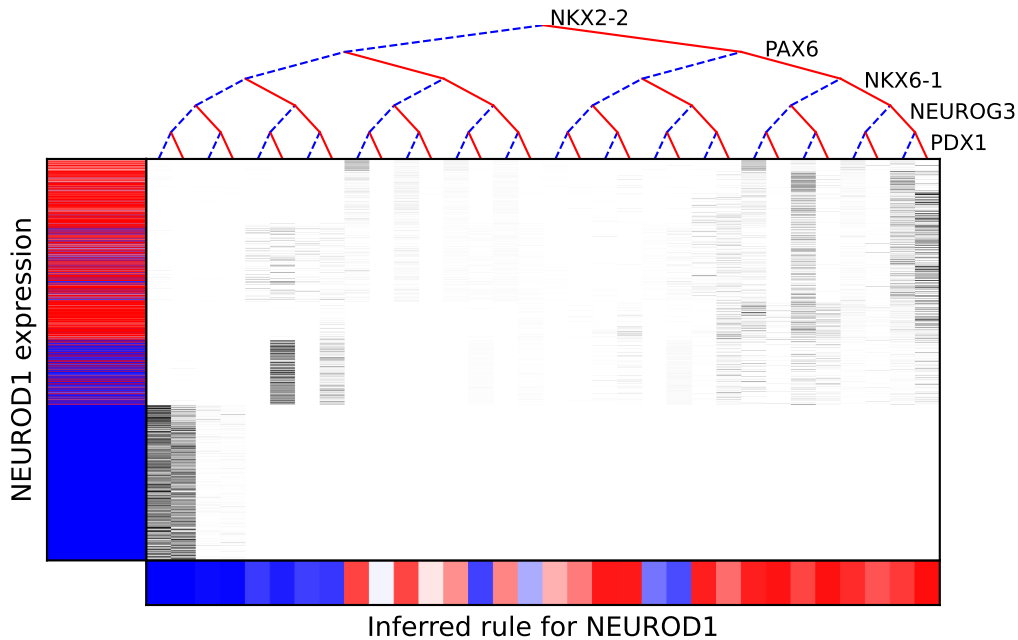 NKX2-2
PAX6
NKX6-1
NEUROG3
PDX1
NEUROD1 expression
Inferred rule for NEUROD1